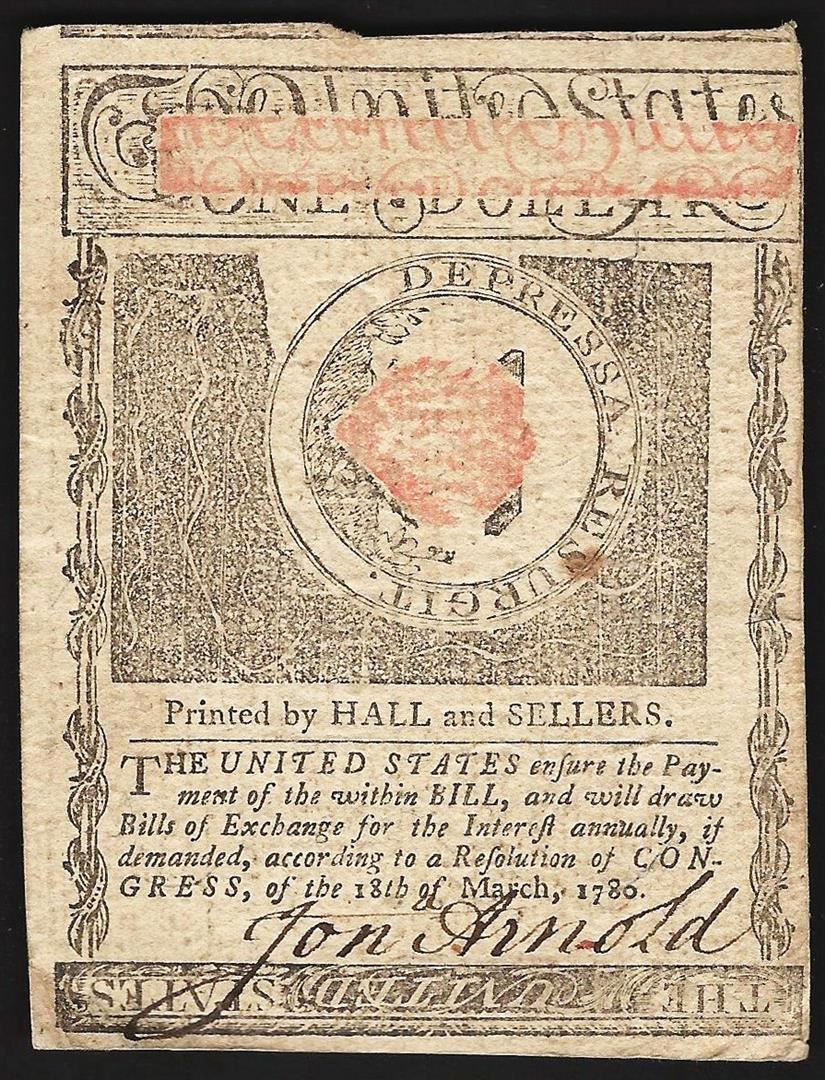 The United States
ONE DOLLAR
DEPRESSA RESURGIT.
Printed by HALL and SELLERS.
THE UNITED STATES enſure the Pay-
ment of the within BILL, and will draw
Bills of Exchange for the Intereſt annually, if
demanded, according to a Reſolution of CON-
GRESS, of the 18th of March, 1780.
Jon Arnold
THE UNITED STATES